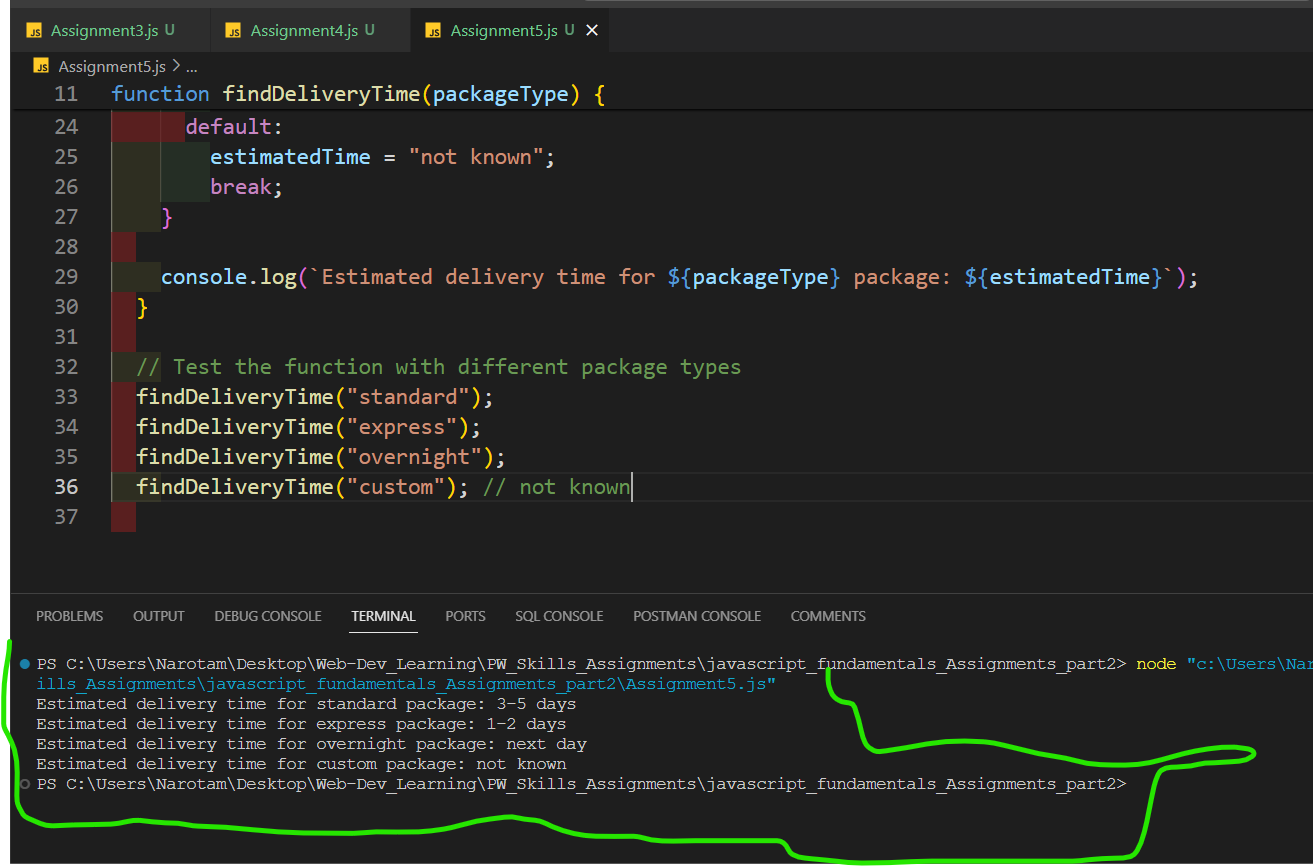 JS Assignment3.js U JS Assignment4.js U JS Assignment5.js U ×
JS Assignment5.js > ...
11 function findDeliveryTime(packageType) {
24 default:
25 estimatedTime = "not known";
26 break;
27 }
28
29 console.log(`Estimated delivery time for ${packageType} package: ${estimatedTime}`);
30 }
31
32 // Test the function with different package types
33 findDeliveryTime("standard");
34 findDeliveryTime("express");
35 findDeliveryTime("overnight");
36 findDeliveryTime("custom"); // not known
37
PROBLEMS OUTPUT DEBUG CONSOLE TERMINAL PORTS SQL CONSOLE POSTMAN CONSOLE COMMENTS
PS C:\Users\Narotam\Desktop\Web-Dev_Learning\PW_Skills_Assignments\javascript_fundamentals_Assignments_part2> node "c:\Users\Nar
ills_Assignments\javascript_fundamentals_Assignments_part2\Assignment5.js"
Estimated delivery time for standard package: 3-5 days
Estimated delivery time for express package: 1-2 days
Estimated delivery time for overnight package: next day
Estimated delivery time for custom package: not known
PS C:\Users\Narotam\Desktop\Web-Dev_Learning\PW_Skills_Assignments\javascript_fundamentals_Assignments_part2>